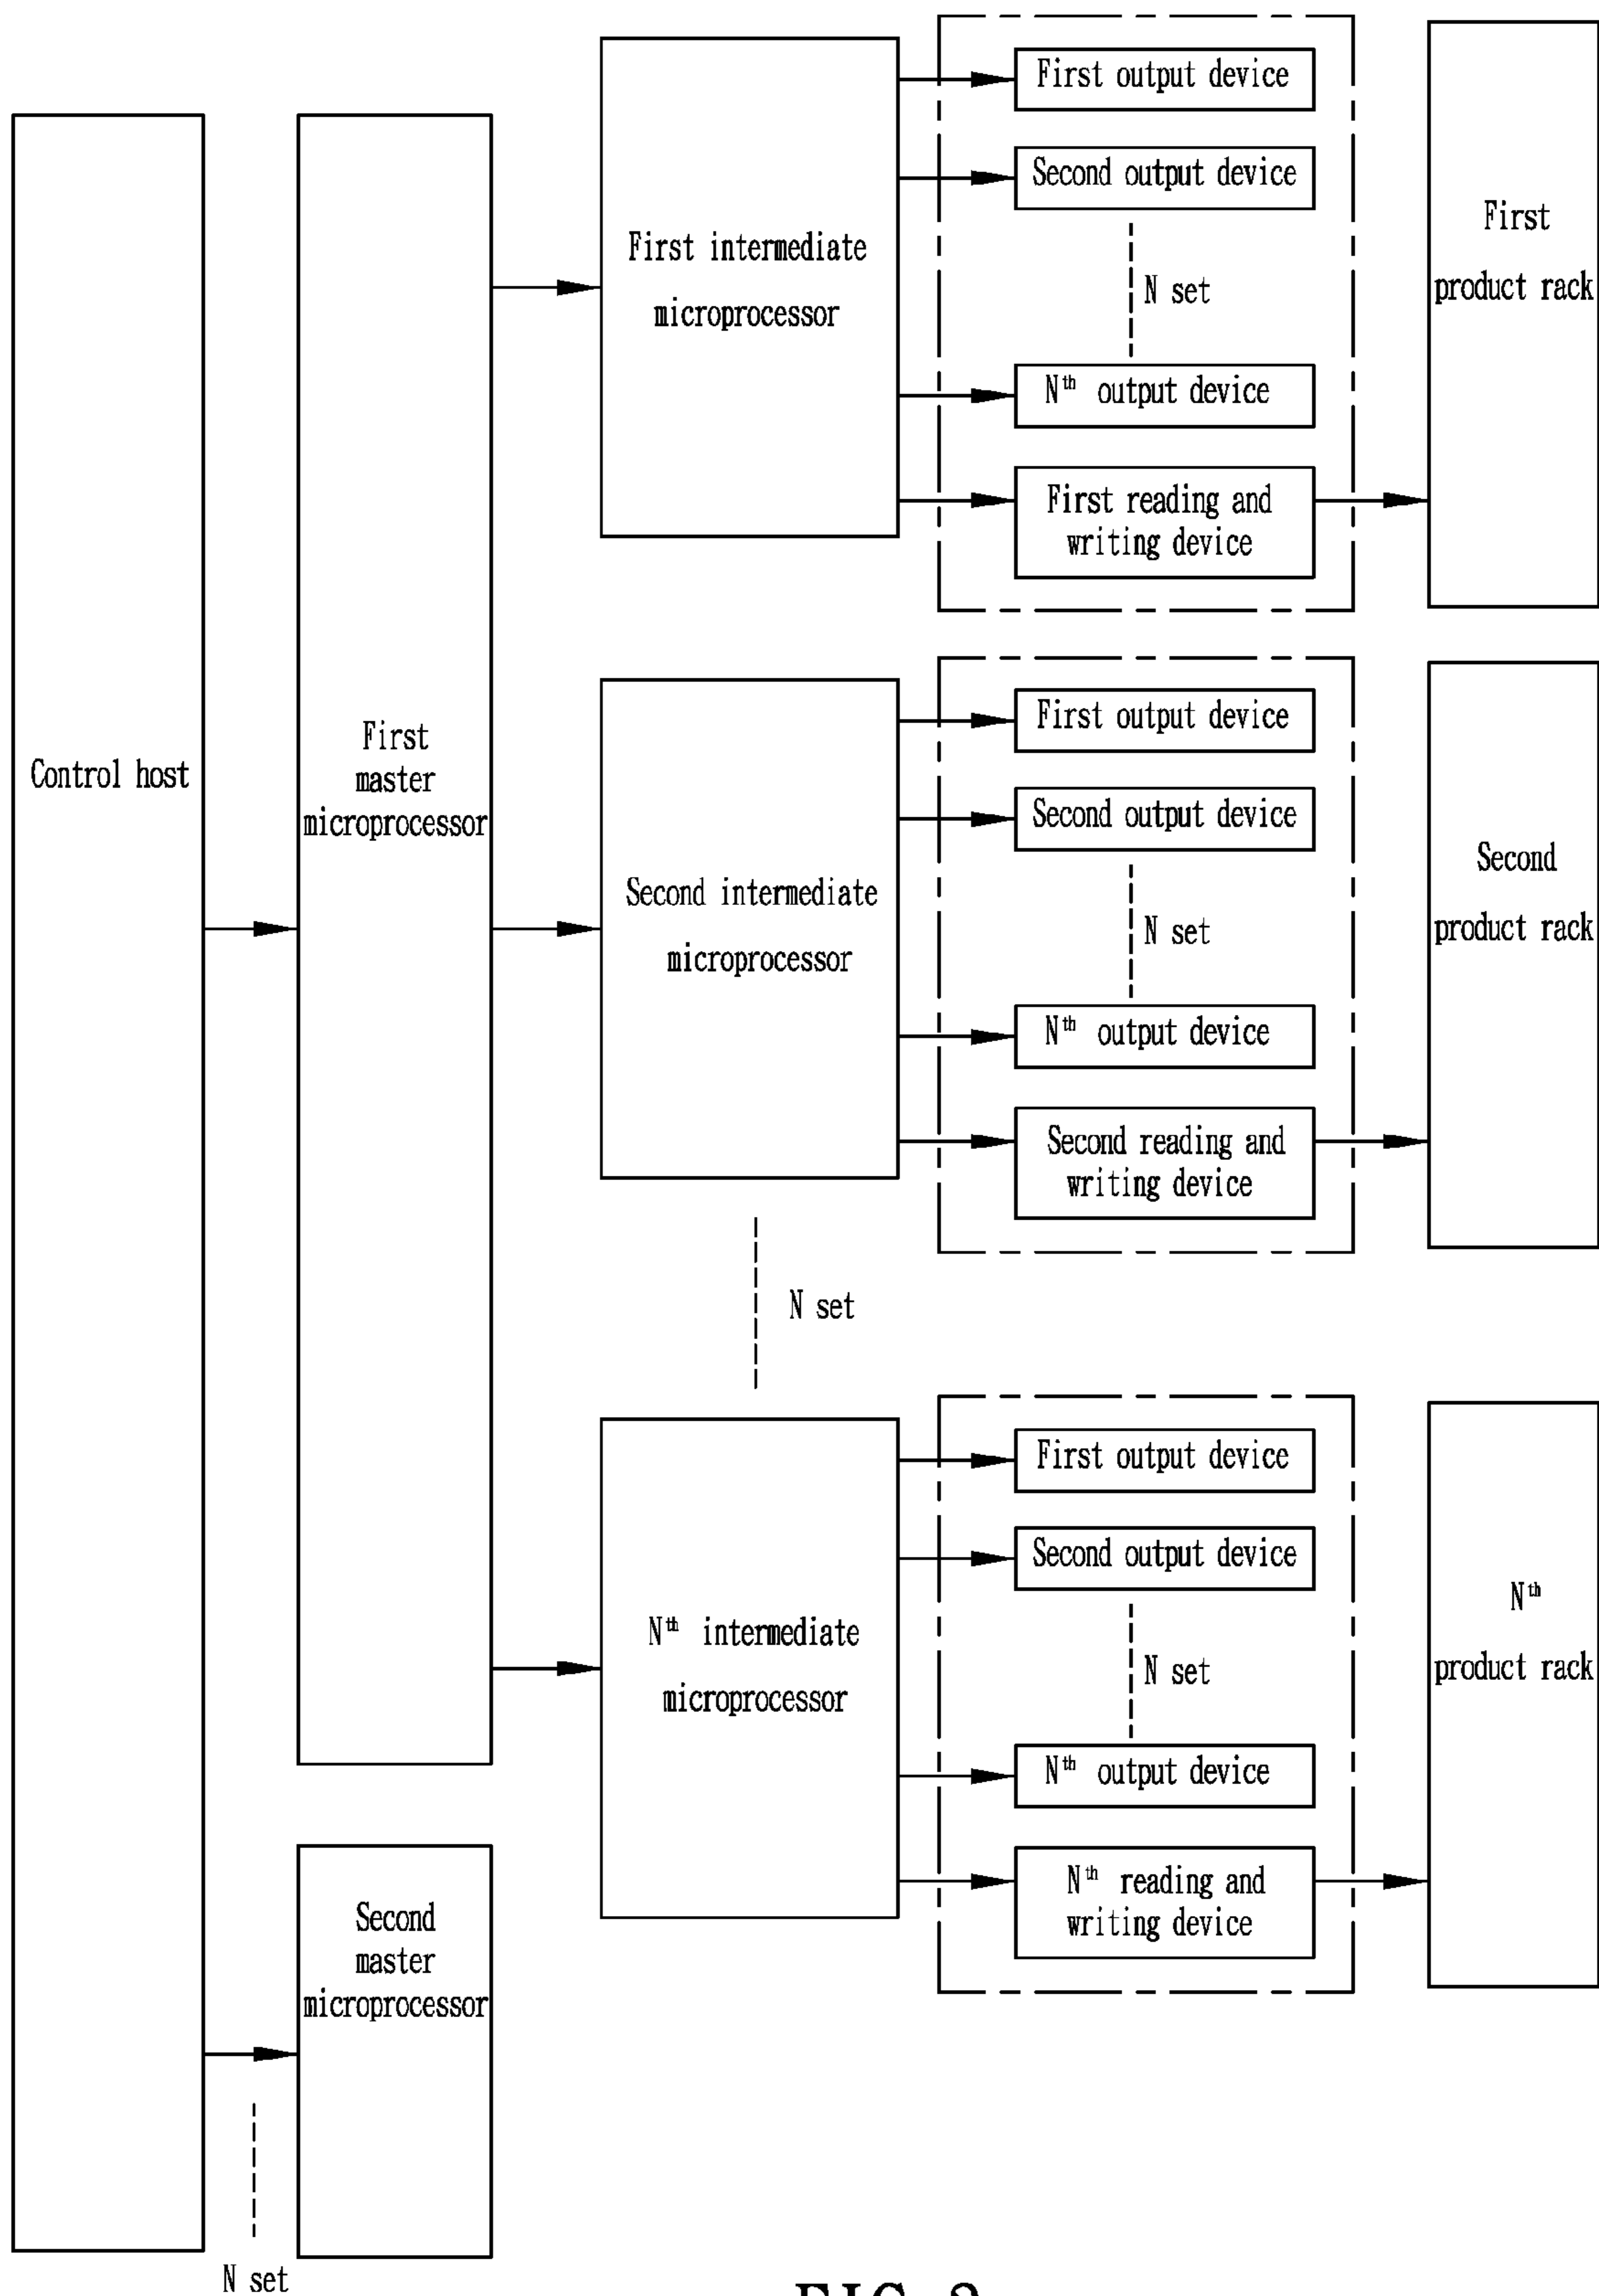 Control host
N set
First
master
microprocessor
Second
master
microprocessor
First intermediate
microprocessor
First output device
Second output device
N set
Nᵗʰ output device
First reading and
writing device
First
product rack
Second intermediate
microprocessor
First output device
Second output device
N set
Nᵗʰ output device
Second reading and
writing device
Second
product rack
N set
Nᵗʰ intermediate
microprocessor
First output device
Second output device
N set
Nᵗʰ output device
Nᵗʰ reading and
writing device
Nᵗʰ
product rack